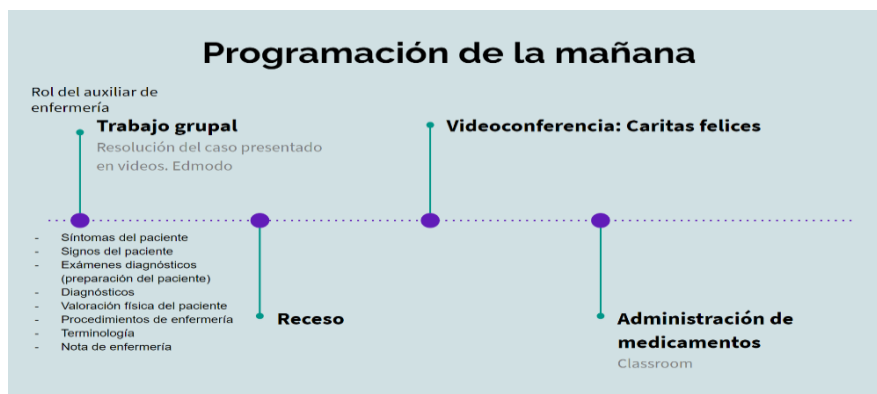 Programación de la mañana
Rol del auxiliar de
enfermería
Trabajo grupal
Resolución del caso presentado
en videos. Edmodo
- Síntomas del paciente
- Signos del paciente
- Exámenes diagnósticos
(preparación del paciente)
- Diagnósticos
- Valoración física del paciente
- Procedimientos de enfermería
- Terminología
- Nota de enfermería
Receso
Videoconferencia: Caritas felices
Administración de
medicamentos
Classroom